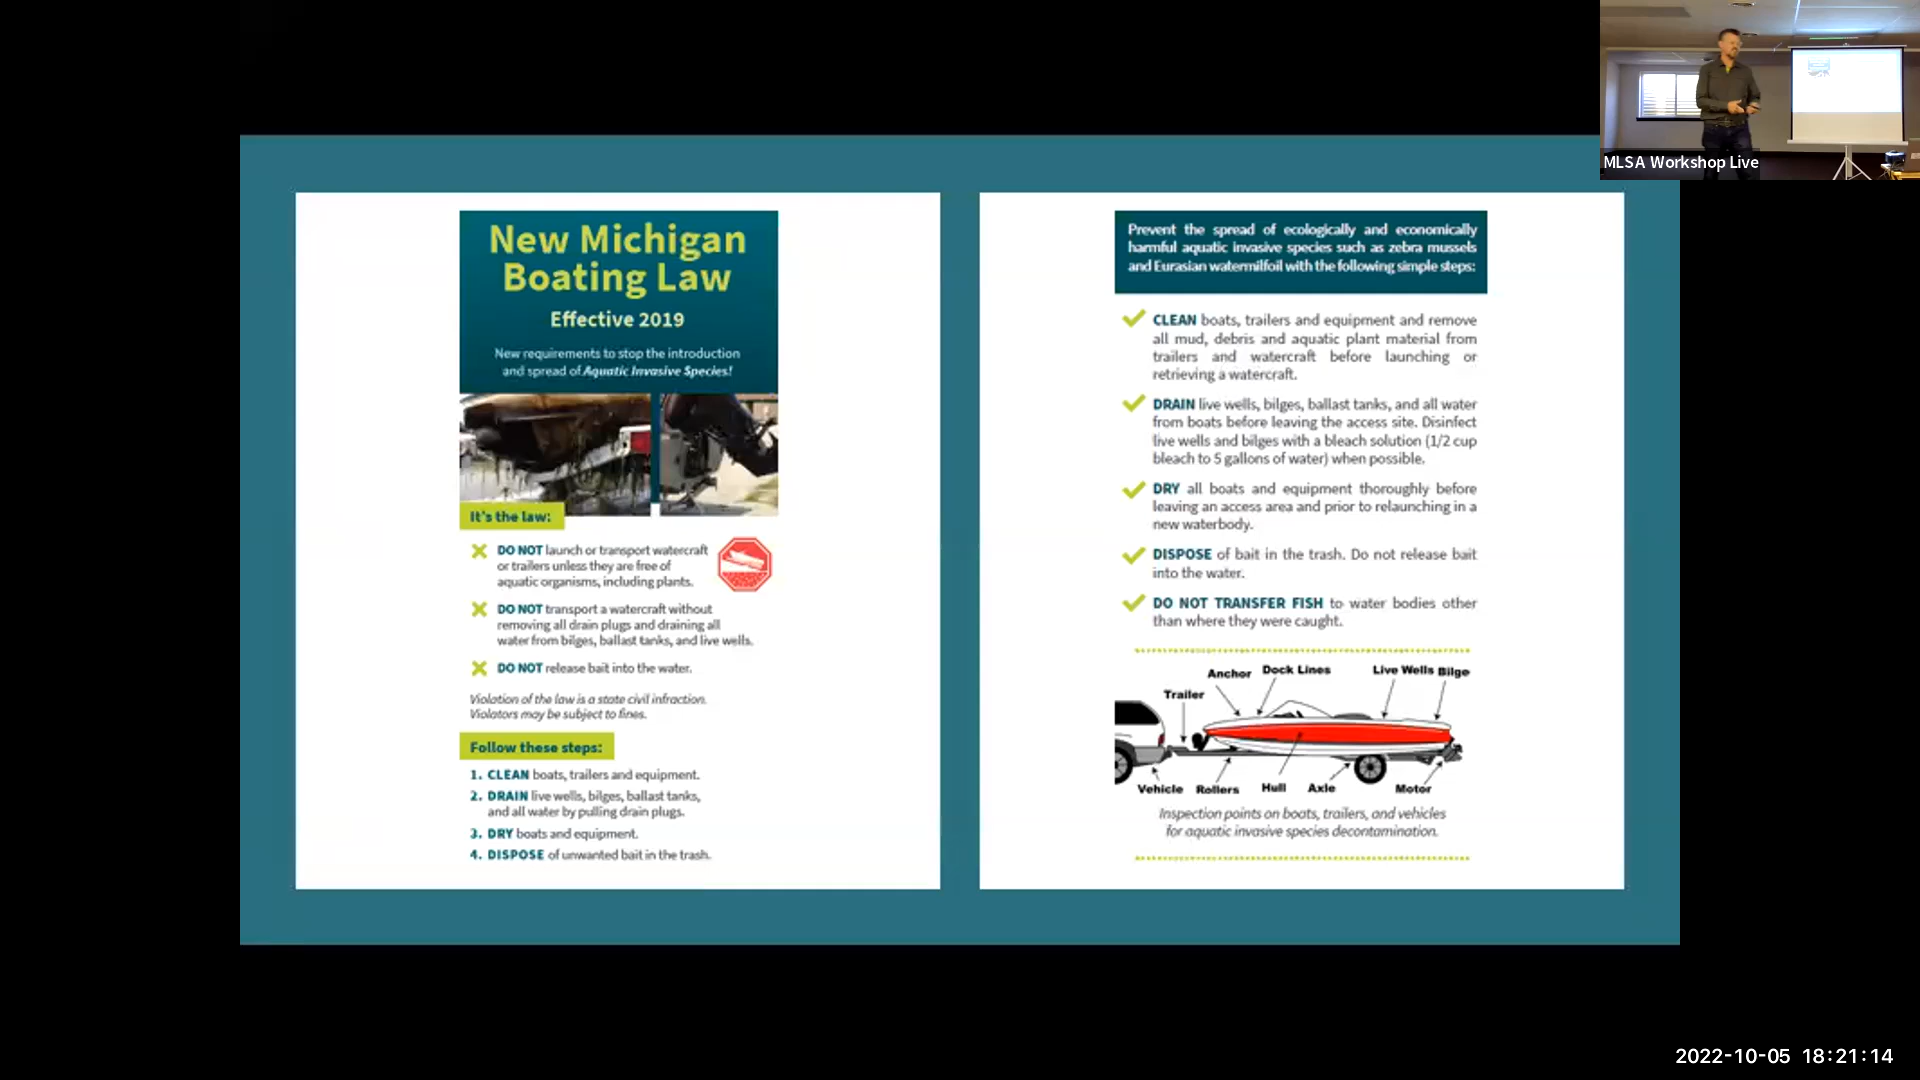 MLSA Workshop Live
New Michigan
Boating Law
Effective 2019
New requirements to stop the introduction
and spread of Aquatic Invasive Species!
It's the law:
DO NOT launch or transport watercraft
or trailers unless they are free of
aquatic organisms, including plants.
DO NOT transport a watercraft without
removing all drain plugs and draining all
water from bilges, ballast tanks, and live wells.
DO NOT release bait into the water.
Violation of the law is a state civil infraction.
Violators may be subject to fines.
Follow these steps:
1. CLEAN boats, trailers and equipment.
2. DRAIN live wells, bilges, ballast tanks,
and all water by pulling drain plugs.
3. DRY boats and equipment.
4. DISPOSE of unwanted bait in the trash.
Prevent the spread of ecologically and economically
harmful aquatic invasive species such as zebra mussels
and Eurasian watermilfoil with the following simple steps:
CLEAN boats, trailers and equipment and remove
all mud, debris and aquatic plant material from
trailers and watercraft before launching or
retrieving a watercraft.
DRAIN live wells, bilges, ballast tanks, and all water
from boats before leaving the access site. Disinfect
live wells and bilges with a bleach solution (1/2 cup
bleach to 5 gallons of water) when possible.
DRY all boats and equipment thoroughly before
leaving an access area and prior to relaunching in a
new waterbody.
DISPOSE of bait in the trash. Do not release bait
into the water.
DO NOT TRANSFER FISH to water bodies other
than where they were caught.
Anchor Dock Lines Live Wells Bilge
Trailer
Vehicle Rollers Hull Axle Motor
Inspection points on boats, trailers, and vehicles
for aquatic invasive species decontamination.
2022-10-05 18:21:14